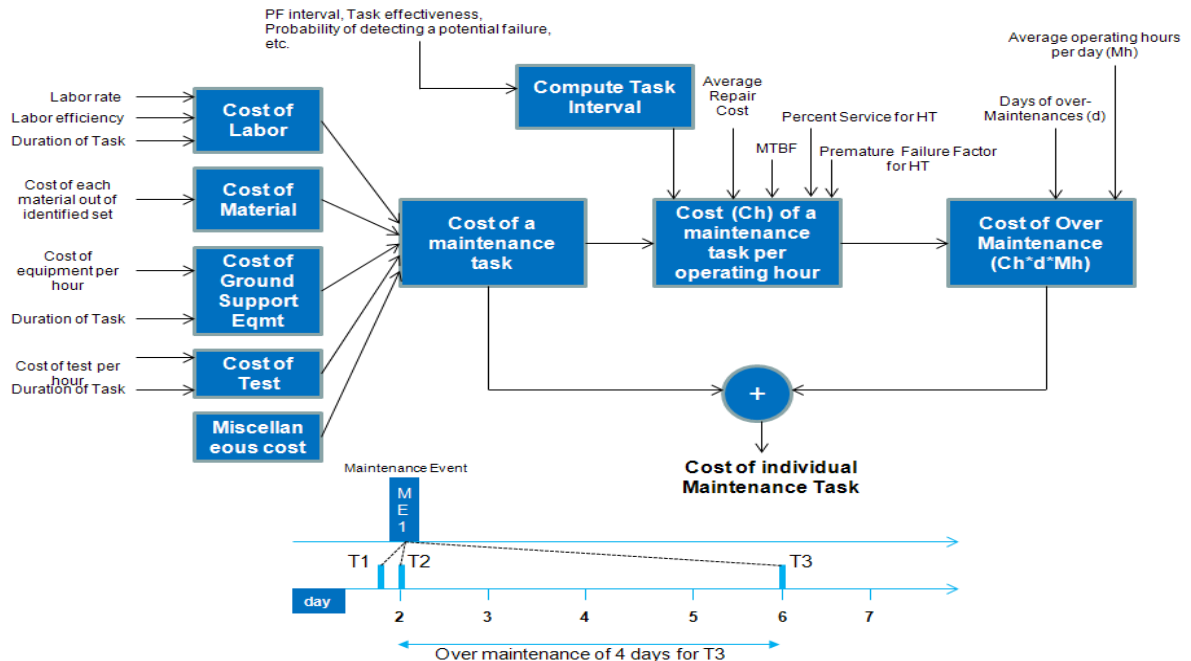 PF interval, Task effectiveness,
Probability of detecting a potential failure,
etc.
Average operating hours
per day (Mh)
Compute Task
Interval
Average
Repair
Cost
Days of over-
Maintenances (d)
Percent Service for HT
MTBF
Premature Failure Factor
for HT
Labor rate
Labor efficiency
Duration of Task
Cost of
Labor
Cost of each
material out of
identified set
Cost of
Material
Cost of
equipment per
hour
Duration of Task
Cost of
Ground
Support
Eqmt
Cost of test per
hour
Duration of Task
Cost of
Test
Miscellan
eous cost
Cost of a
maintenance
task
Cost (Ch) of a
maintenance
task per
operating hour
Cost of Over
Maintenance
(Ch*d*Mh)
+
Cost of individual
Maintenance Task
Maintenance Event
M
E
1
T1
T2
T3
day
2
3
4
5
6
7
Over maintenance of 4 days for T3